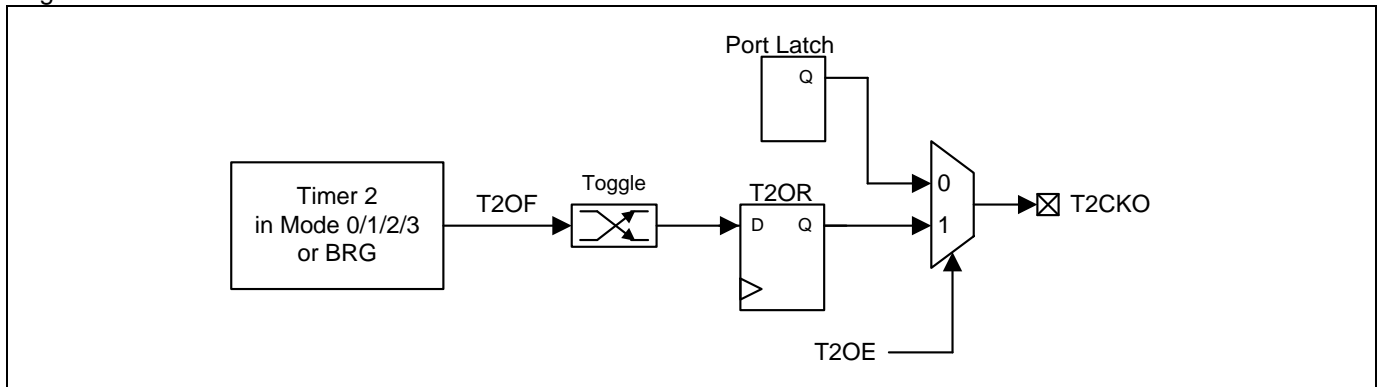 Port Latch
Q
Timer 2
in Mode 0/1/2/3
or BRG
T2OF
Toggle
T2OR
D Q
0
1
T2CKO
T2OE